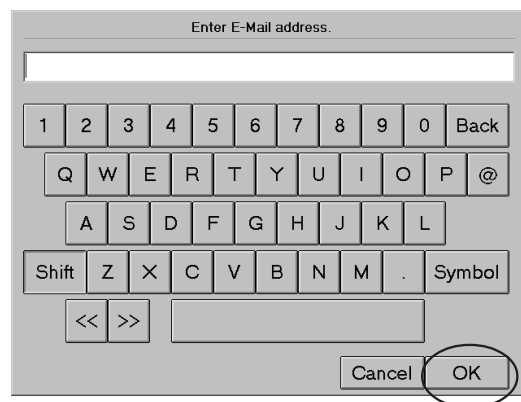 Enter E-Mail address.
1 2 3 4 5 6 7 8 9 0 Back
Q W E R T Y U I O P @
A S D F G H J K L
Shift Z X C V B N M . Symbol
<< >>
Cancel OK